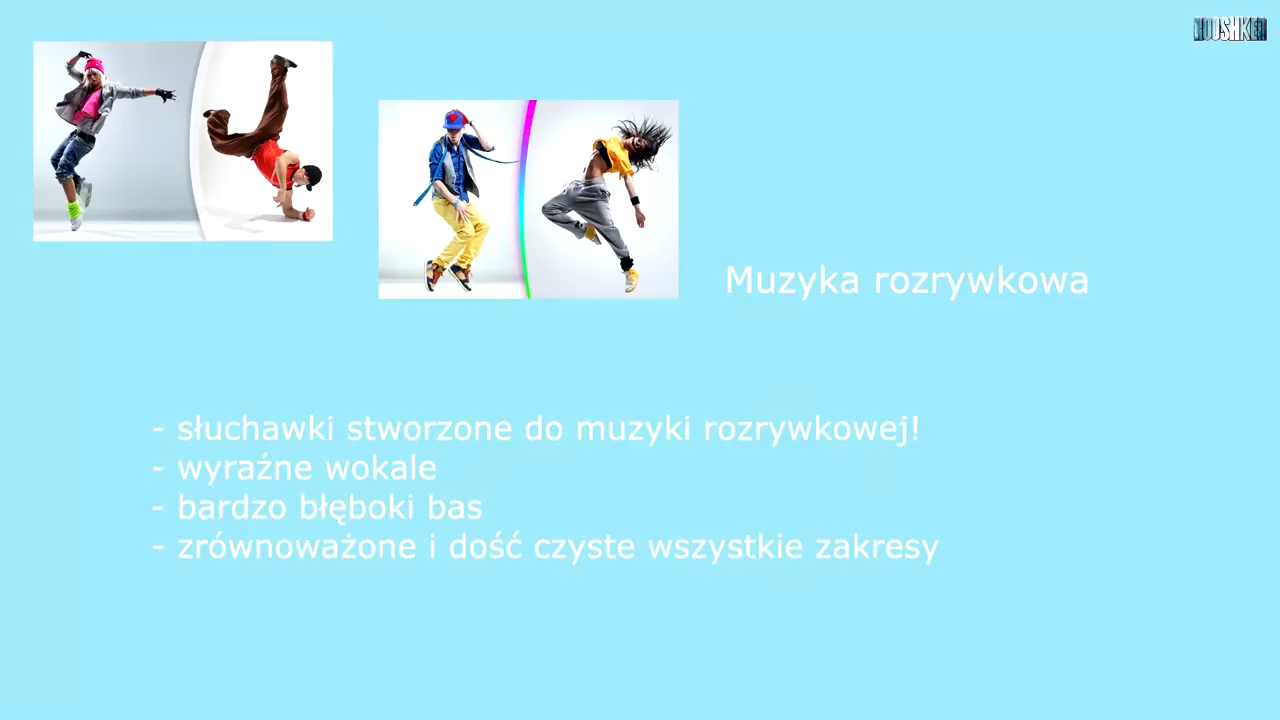 Muzyka rozrywkowa
- słuchawki stworzone do muzyki rozrywkowej!
- wyraźne wokale
- bardzo błęboki bas
- zrównoważone i dość czyste wszystkie zakresy